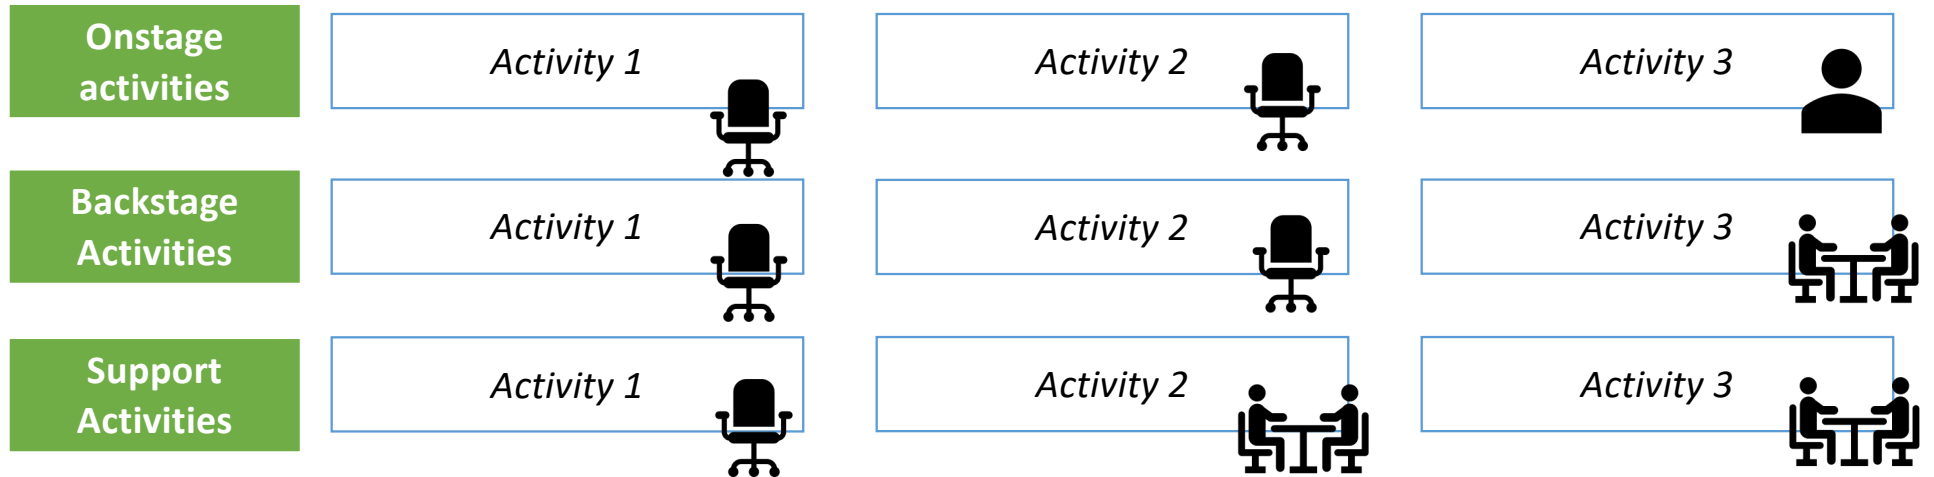 Onstage
activities
Activity 1
Activity 2
Activity 3
Backstage
Activities
Activity 1
Activity 2
Activity 3
Support
Activities
Activity 1
Activity 2
Activity 3